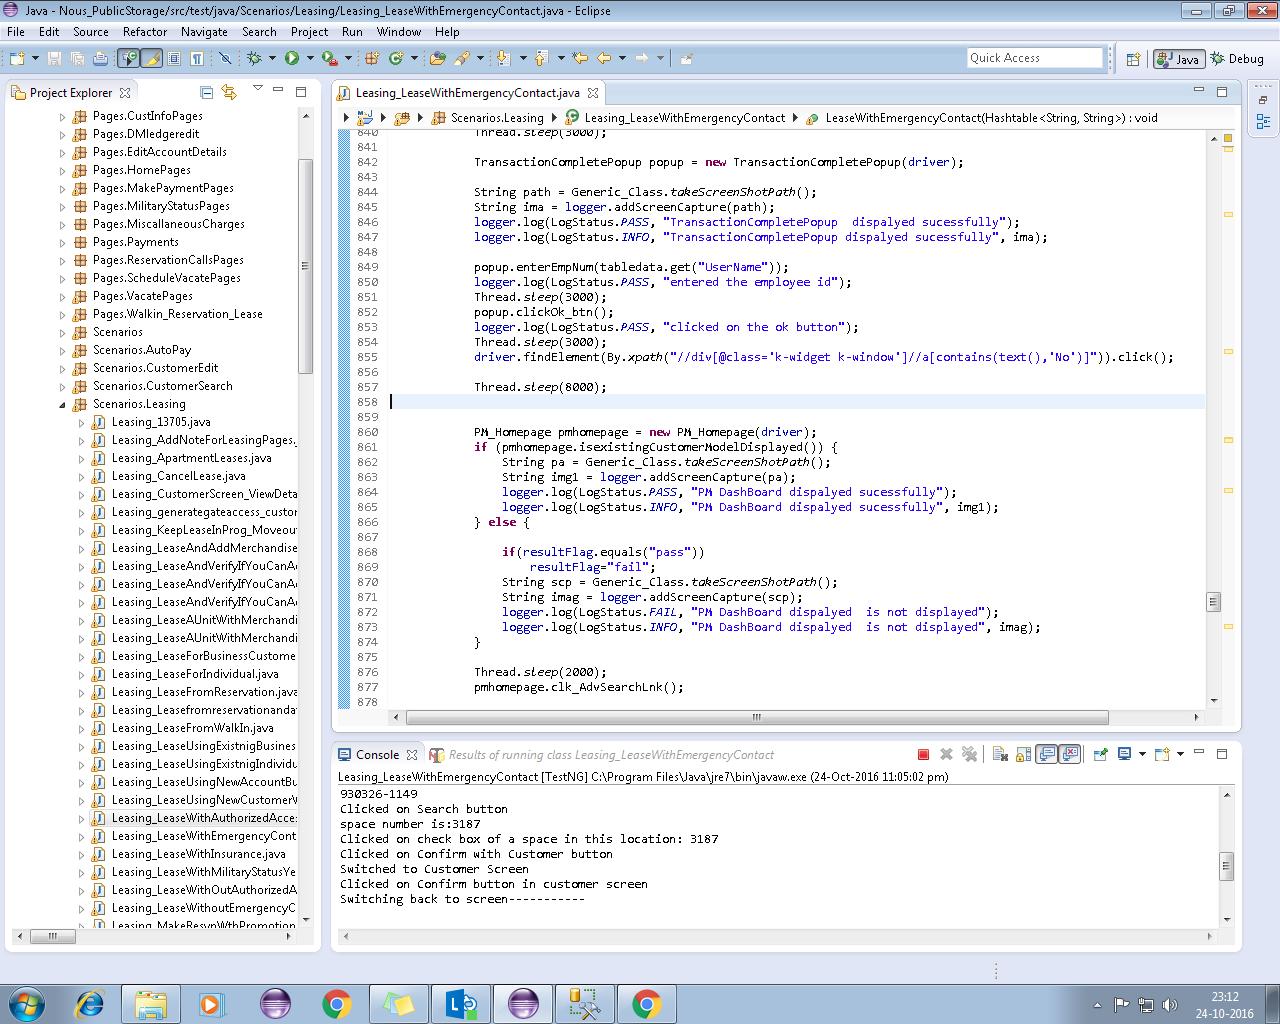 Java - Nous_PublicStorage/src/test/java/Scenarios/Leasing/Leasing_LeaseWithEmergencyContact.java - Eclipse
File Edit Source Refactor Navigate Search Project Run Window Help
Quick Access
Java
Debug
Project Explorer
Pages.CustInfoPages
Pages.DMledgeredit
Pages.EditAccountDetails
Pages.HomePages
Pages.MakePaymentPages
Pages.MilitaryStatusPages
Pages.MiscallaneousCharges
Pages.Payments
Pages.ReservationCallsPages
Pages.ScheduleVacatePages
Pages.VacatePages
Pages.Walkin_Reservation_Lease
Scenarios
Scenarios.AutoPay
Scenarios.CustomerEdit
Scenarios.CustomerSearch
Scenarios.Leasing
Leasing_13705.java
Leasing_AddNoteForLeasingPages.
Leasing_ApartmentLeases.java
Leasing_CancelLease.java
Leasing_CustomerScreen_ViewDeta
Leasing_generategateaccess_custor
Leasing_KeepLeaseInProg_Moveou
Leasing_LeaseAndAddMerchandise
Leasing_LeaseAndVerifyIfYouCanAd
Leasing_LeaseAndVerifyIfYouCanAd
Leasing_LeaseAndVerifyIfYouCanAd
Leasing_LeaseAUnitWithMerchandi
Leasing_LeaseAUnitWithMerchandi
Leasing_LeaseForBusinessCustome
Leasing_LeaseForIndividual.java
Leasing_LeaseFromReservation.java
Leasing_Leasefromreservationanda
Leasing_LeaseFromWalkIn.java
Leasing_LeaseUsingExistnigBusines
Leasing_LeaseUsingExistnigIndividu
Leasing_LeaseUsingNewAccountBu
Leasing_LeaseUsingNewCustomerW
Leasing_LeaseWithAuthorizedAcces
Leasing_LeaseWithEmergencyCont
Leasing_LeaseWithInsurance.java
Leasing_LeaseWithMilitaryStatusYe
Leasing_LeaseWithOutAuthorizedA
Leasing_LeaseWithoutEmergencyC
Leasing_MakeResvnWthPromotion
Leasing_LeaseWithEmergencyContact.java
Scenarios.Leasing Leasing_LeaseWithEmergencyContact LeaseWithEmergencyContact(Hashtable<String, String>) : void
840 Thread.sleep(3000);
841
842 TransactionCompletePopup popup = new TransactionCompletePopup(driver);
843
844 String path = Generic_Class.takeScreenShotPath();
845 String ima = logger.addScreenCapture(path);
846 logger.log(LogStatus.PASS, "TransactionCompletePopup  dispalyed sucessfully");
847 logger.log(LogStatus.INFO, "TransactionCompletePopup dispalyed sucessfully", ima);
848
849 popup.enterEmpNum(tabledata.get("UserName"));
850 logger.log(LogStatus.PASS, "entered the employee id");
851 Thread.sleep(3000);
852 popup.clickOk_btn();
853 logger.log(LogStatus.PASS, "clicked on the ok button");
854 Thread.sleep(3000);
855 driver.findElement(By.xpath("//div[@class='k-widget k-window']//a[contains(text(),'No')]")).click();
856
857 Thread.sleep(8000);
858
859
860 PM_Homepage pmhomepage = new PM_Homepage(driver);
861 if (pmhomepage.isexistingCustomerModelDisplayed()) {
862 String pa = Generic_Class.takeScreenShotPath();
863 String img1 = logger.addScreenCapture(pa);
864 logger.log(LogStatus.PASS, "PM DashBoard dispalyed sucessfully");
865 logger.log(LogStatus.INFO, "PM DashBoard dispalyed sucessfully", img1);
866 } else {
867
868 if(resultFlag.equals("pass"))
869 resultFlag="fail";
870 String scp = Generic_Class.takeScreenShotPath();
871 String imag = logger.addScreenCapture(scp);
872 logger.log(LogStatus.FAIL, "PM DashBoard dispalyed  is not displayed");
873 logger.log(LogStatus.INFO, "PM DashBoard dispalyed  is not displayed", imag);
874 }
875
876 Thread.sleep(2000);
877 pmhomepage.clk_AdvSearchLnk();
878
Console
Results of running class Leasing_LeaseWithEmergencyContact
Leasing_LeaseWithEmergencyContact [TestNG] C:\Program Files\Java\jre7\bin\javaw.exe (24-Oct-2016 11:05:02 pm)
930326-1149
Clicked on Search button
space number is:3187
Clicked on check box of a space in this location: 3187
Clicked on Confirm with Customer button
Switched to Customer Screen
Clicked on Confirm button in customer screen
Switching back to screen-----------
23:12
24-10-2016